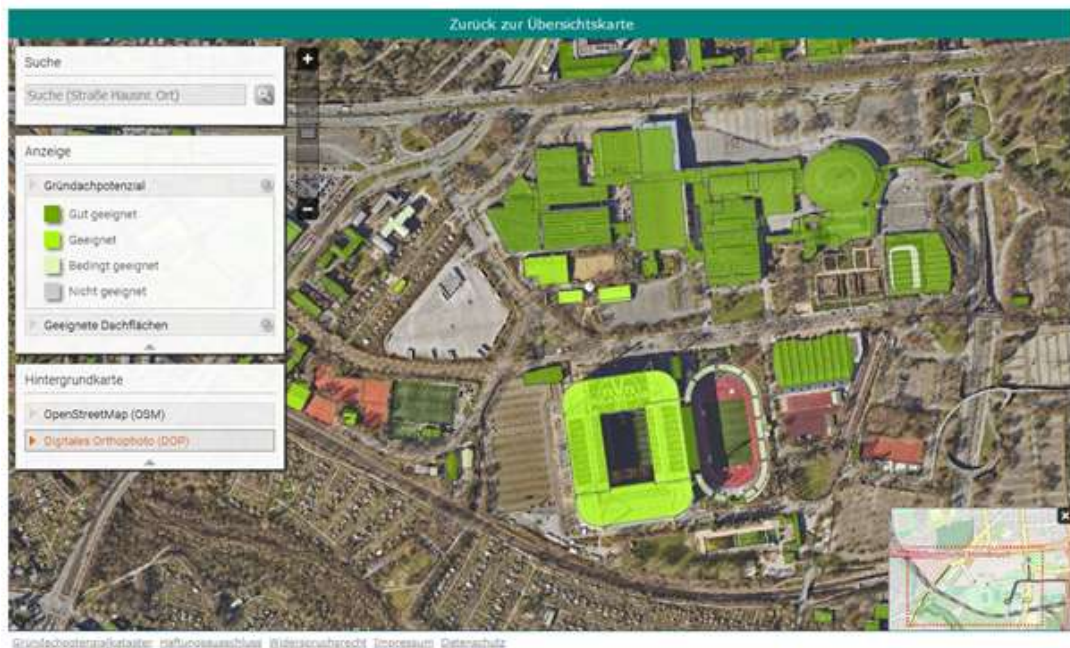 Zurück zur Übersichtskarte
Suche
Suche (Straße Hausnr. Ort)
Anzeige
Gründachpotenzial
Gut geeignet
Geeignet
Bedingt geeignet
Nicht geeignet
Geeignete Dachflächen
Hintergrundkarte
OpenStreetMap (OSM)
Digitales Orthophoto (DOP)
Gründachpotenzialkataster Haftungsausschluss Widerspruchsrecht Impressum Datenschutz